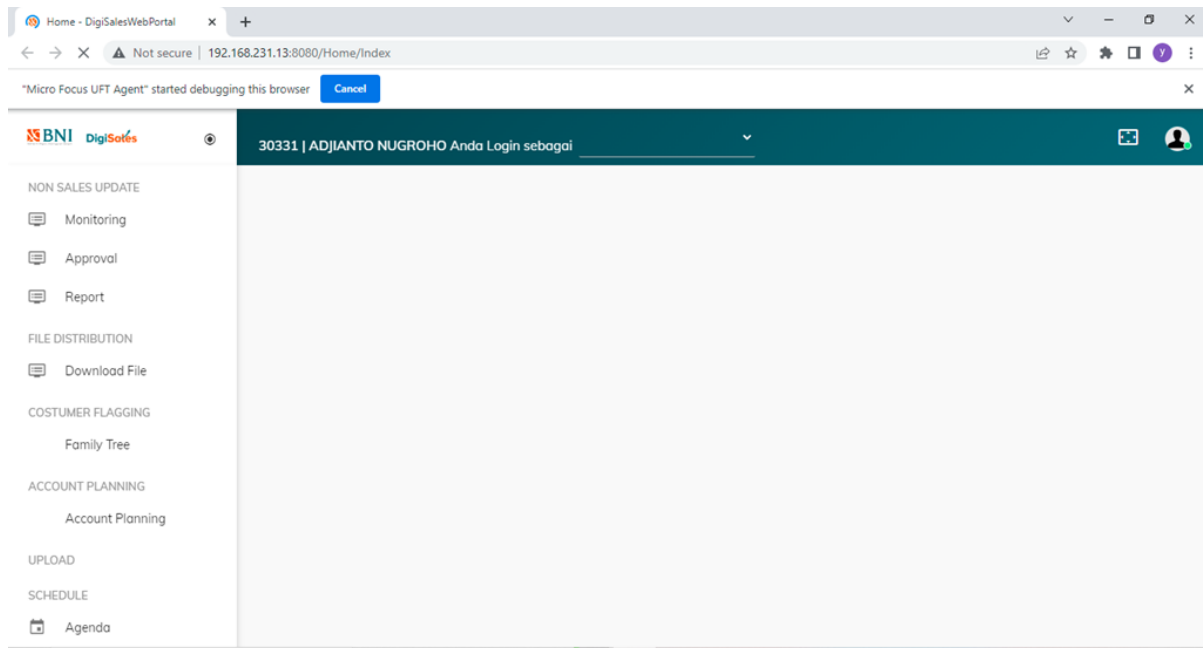 Home - DigiSalesWebPortal
Not secure | 192.168.231.13:8080/Home/Index
y
"Micro Focus UFT Agent" started debugging this browser Cancel
BNI DigiSales
30331 | ADJIANTO NUGROHO Anda Login sebagai
NON SALES UPDATE
Monitoring
Approval
Report
FILE DISTRIBUTION
Download File
COSTUMER FLAGGING
Family Tree
ACCOUNT PLANNING
Account Planning
UPLOAD
SCHEDULE
Agenda